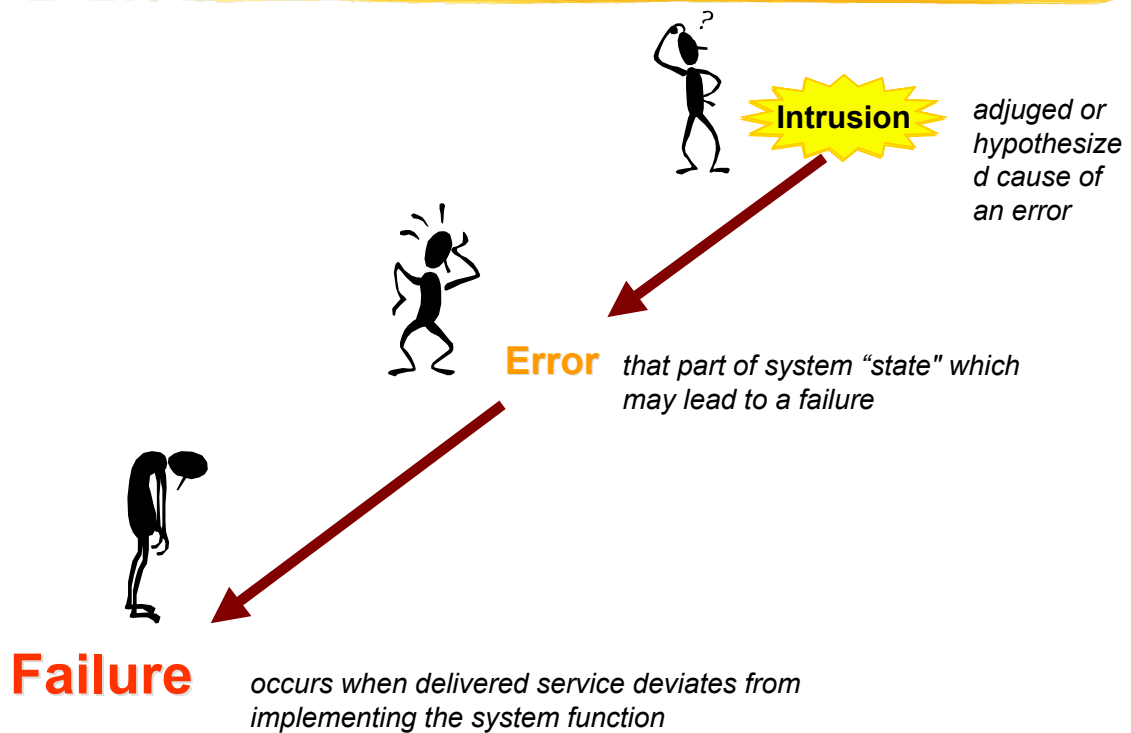 ?
Intrusion
adjuged or
hypothesize
d cause of
an error
Error
that part of system “state" which
may lead to a failure
Failure
occurs when delivered service deviates from
implementing the system function